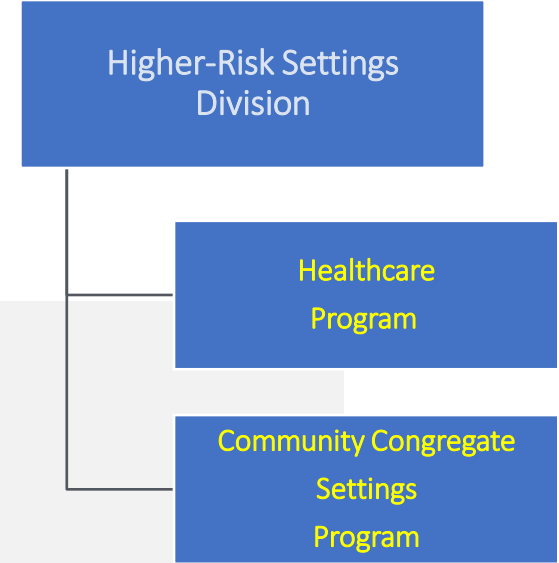 Higher-Risk Settings
Division
Healthcare
Program
Community Congregate
Settings
Program